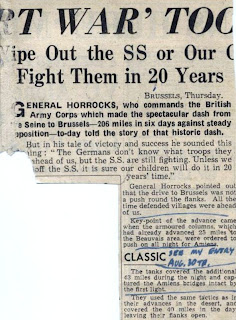 RT WAR' TOO
Wipe Out the SS or Our
Fight Them in 20 Years
BRUSSELS, Thursday.
GENERAL HORROCKS, who commands the British
Army Corps which made the spectacular dash from
the Seine to Brussels—206 miles in six days against steady
opposition—to-day told the story of that historic dash.
But in his tale of victory and success he sounded this
: "The Germans don't know what troops they
ahead of us, but the S.S. are still fighting. Unless we
off the S.S. it is sure our children will do it in 20
years' time."
General Horrocks pointed out
that the drive to Brussels was not
a push round the flanks. All the
time defended villages were ahead
of us.
Key-point of the advance came
when the armoured columns, which
had already advanced 25 miles to
the Beauvais area, were ordered to
push on all night for Amiens.
CLASSIC
SEE MY ENTRY
AUG. 30TH.
The tanks covered the additional
miles during the night and
captured the Amiens bridges intact by
the first light.
They used the same tactics as in
their advances in the desert, and
covered the 40 miles in the day
leaving their flanks open.